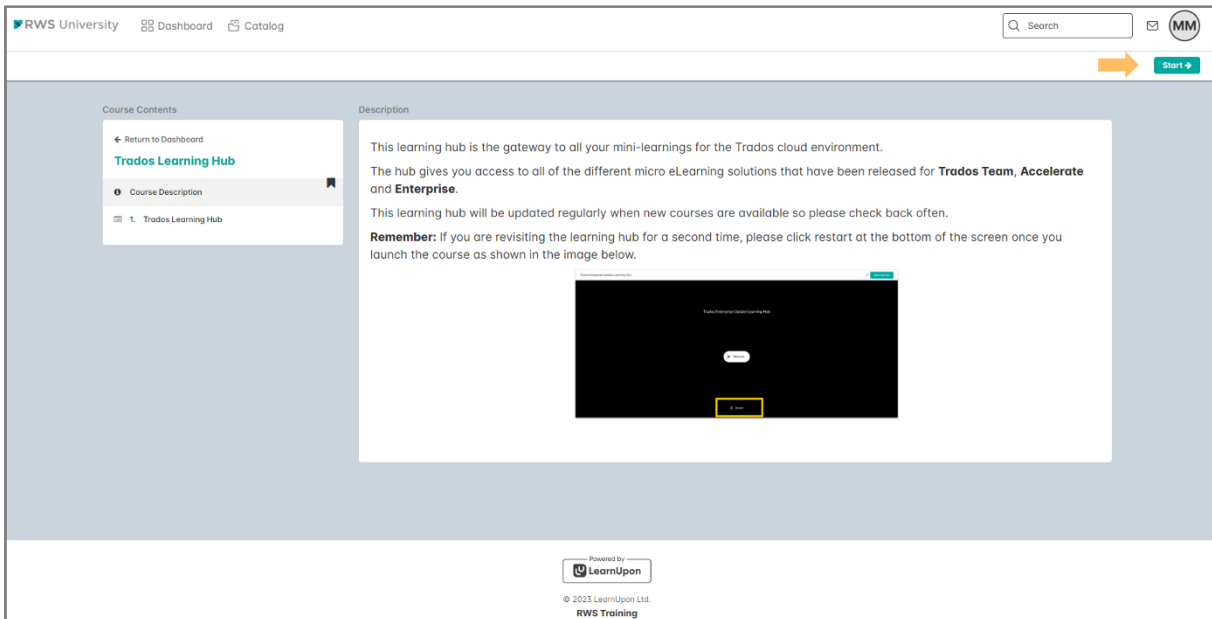 RWS University
Dashboard
Catalog
Search
MM
Start
Course Contents
Return to Dashboard
Trados Learning Hub
Course Description
1. Trados Learning Hub
Description
This learning hub is the gateway to all your mini-learnings for the Trados cloud environment.
The hub gives you access to all of the different micro eLearning solutions that have been released for Trados Team, Accelerate
and Enterprise.
This learning hub will be updated regularly when new courses are available so please check back often.
Remember: If you are revisiting the learning hub for a second time, please click restart at the bottom of the screen once you
launch the course as shown in the image below.
Trados Enterprise Update Learning Hub
Powered by
LearnUpon
© 2023 LearnUpon Ltd.
RWS Training